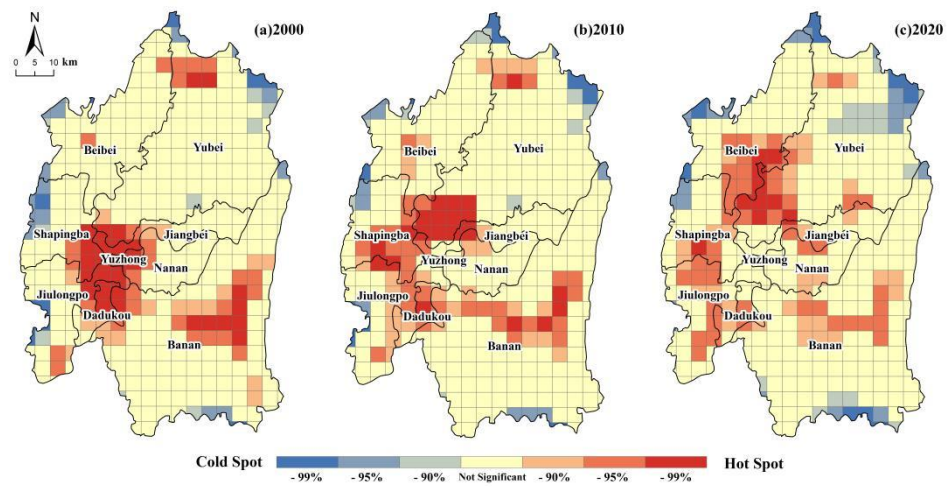 N
0 5 10 km
(a)2000
Beibei
Yubei
Shapingba
Jiangbei
Yuzhong
Nanan
Jiulongpo
Dadukou
Banan
(b)2010
Beibei
Yubei
Shapingba
Jiangbei
Yuzhong
Nanan
Jiulongpo
Dadukou
Banan
(c)2020
Beibei
Yubei
Shapingba
Jiangbei
Yuzhong
Nanan
Jiulongpo
Dadukou
Banan
Cold Spot Hot Spot
- 99% - 95% - 90% Not Significant - 90% - 95% - 99%